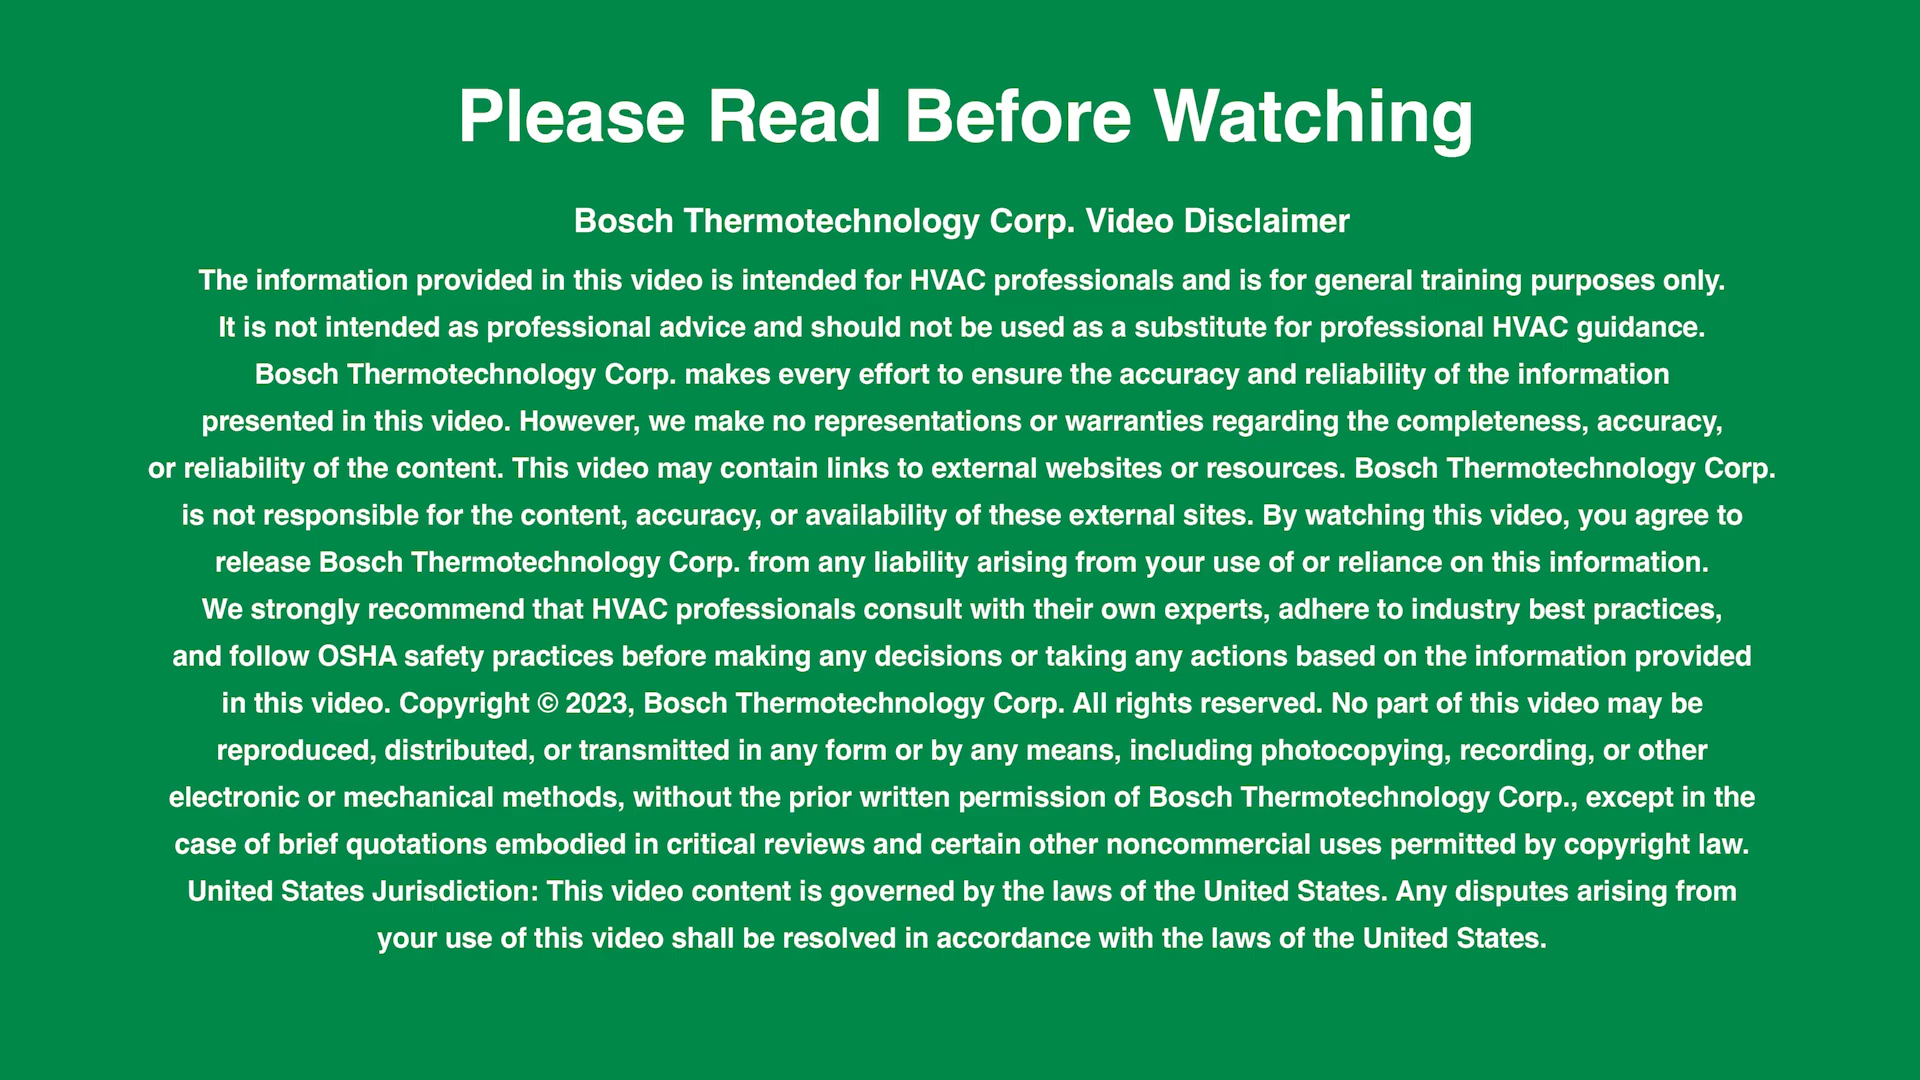 Please Read Before Watching
Bosch Thermotechnology Corp. Video Disclaimer
The information provided in this video is intended for HVAC professionals and is for general training purposes only.
It is not intended as professional advice and should not be used as a substitute for professional HVAC guidance.
Bosch Thermotechnology Corp. makes every effort to ensure the accuracy and reliability of the information
presented in this video. However, we make no representations or warranties regarding the completeness, accuracy,
or reliability of the content. This video may contain links to external websites or resources. Bosch Thermotechnology Corp.
is not responsible for the content, accuracy, or availability of these external sites. By watching this video, you agree to
release Bosch Thermotechnology Corp. from any liability arising from your use of or reliance on this information.
We strongly recommend that HVAC professionals consult with their own experts, adhere to industry best practices,
and follow OSHA safety practices before making any decisions or taking any actions based on the information provided
in this video. Copyright © 2023, Bosch Thermotechnology Corp. All rights reserved. No part of this video may be
reproduced, distributed, or transmitted in any form or by any means, including photocopying, recording, or other
electronic or mechanical methods, without the prior written permission of Bosch Thermotechnology Corp., except in the
case of brief quotations embodied in critical reviews and certain other noncommercial uses permitted by copyright law.
United States Jurisdiction: This video content is governed by the laws of the United States. Any disputes arising from
your use of this video shall be resolved in accordance with the laws of the United States.